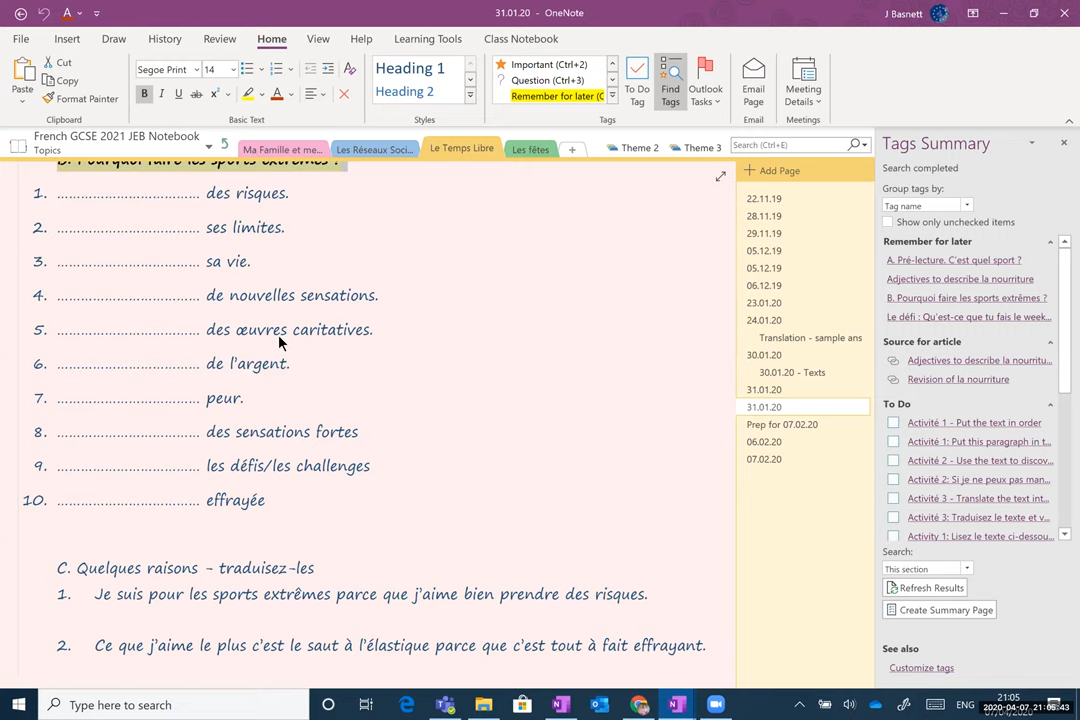 31.01.20 - OneNote
J Basnett
File Insert Draw History Review Home View Help Learning Tools Class Notebook
Paste
Cut
Copy
Format Painter
Clipboard
Segoe Print 14
B I U ab x² A
Basic Text
Heading 1
Heading 2
Styles
Important (Ctrl+2)
Question (Ctrl+3)
Remember for later (C
Tags
To Do Tag
Find Tags
Outlook Tasks
Email Page
Email
Meeting Details
Meetings
French GCSE 2021 JEB Notebook
Topics
Ma Famille et me... Les Réseaux Soci... Le Temps Libre Les fêtes + Theme 2 Theme 3
Search (Ctrl+E)
B. Pourquoi faire les sports extrêmes ?
1. ................................... des risques.
2. ................................... ses limites.
3. ................................... sa vie.
4. ................................... de nouvelles sensations.
5. ................................... des œuvres caritatives.
6. ................................... de l'argent.
7. ................................... peur.
8. ................................... des sensations fortes
9. ................................... les défis/les challenges
10. ................................... effrayée
C. Quelques raisons - traduisez-les
1. Je suis pour les sports extrêmes parce que j'aime bien prendre des risques.
2. Ce que j'aime le plus c'est le saut à l'élastique parce que c'est tout à fait effrayant.
Add Page
22.11.19
28.11.19
29.11.19
05.12.19
05.12.19
06.12.19
23.01.20
24.01.20
Translation - sample ans
30.01.20
30.01.20 - Texts
31.01.20
31.01.20
Prep for 07.02.20
06.02.20
07.02.20
Tags Summary
Search completed
Group tags by:
Tag name
Show only unchecked items
Remember for later
A. Pré-lecture. C'est quel sport ?
Adjectives to describe la nourriture
B. Pourquoi faire les sports extrêmes ?
Le défi : Qu'est-ce que tu fais le week...
Source for article
Adjectives to describe la nourritu...
Revision of la nourriture
To Do
Activité 1 - Put the text in order
Activité 1: Put this paragraph in t...
Activité 2 - Use the text to discov...
Activité 2: Si je ne peux pas man...
Activité 3 - Translate the text int...
Activité 3: Traduisez le texte et v...
Activity 1: Lisez le texte ci-dessou...
Search:
This section
Refresh Results
Create Summary Page
See also
Customize tags
Type here to search
ENG
21:05
2020-04-07 21:05:43